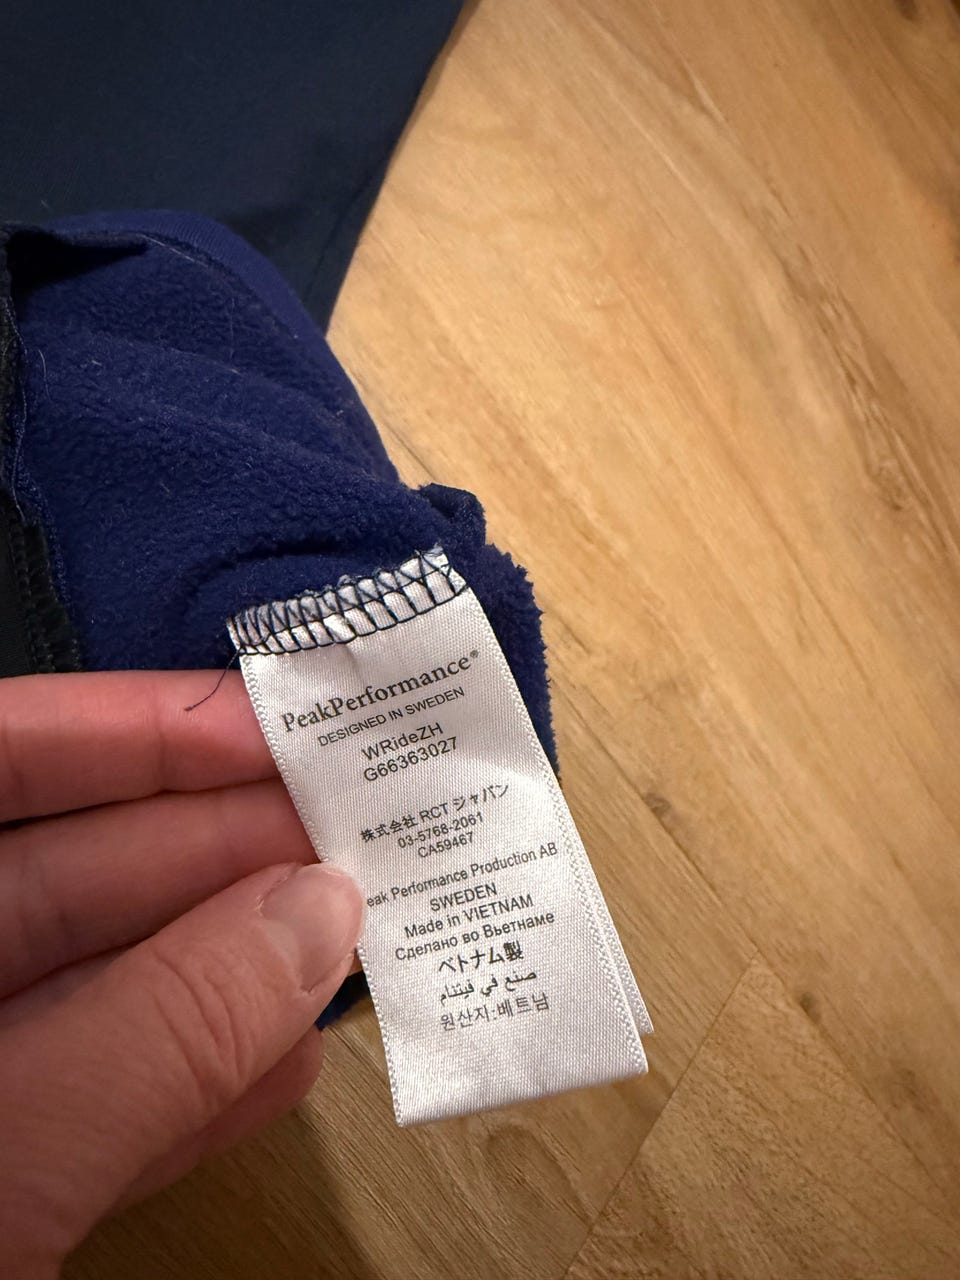 PeakPerformance®
DESIGNED IN SWEDEN
WRideZH
G66363027
株式会社 RCT ジャパン
03-5768-2061
CA59467
eak Performance Production AB
SWEDEN
Made in VIETNAM
Сделано во Вьетнаме
ベトナム製
صنع في فيتنام
원산지:베트남